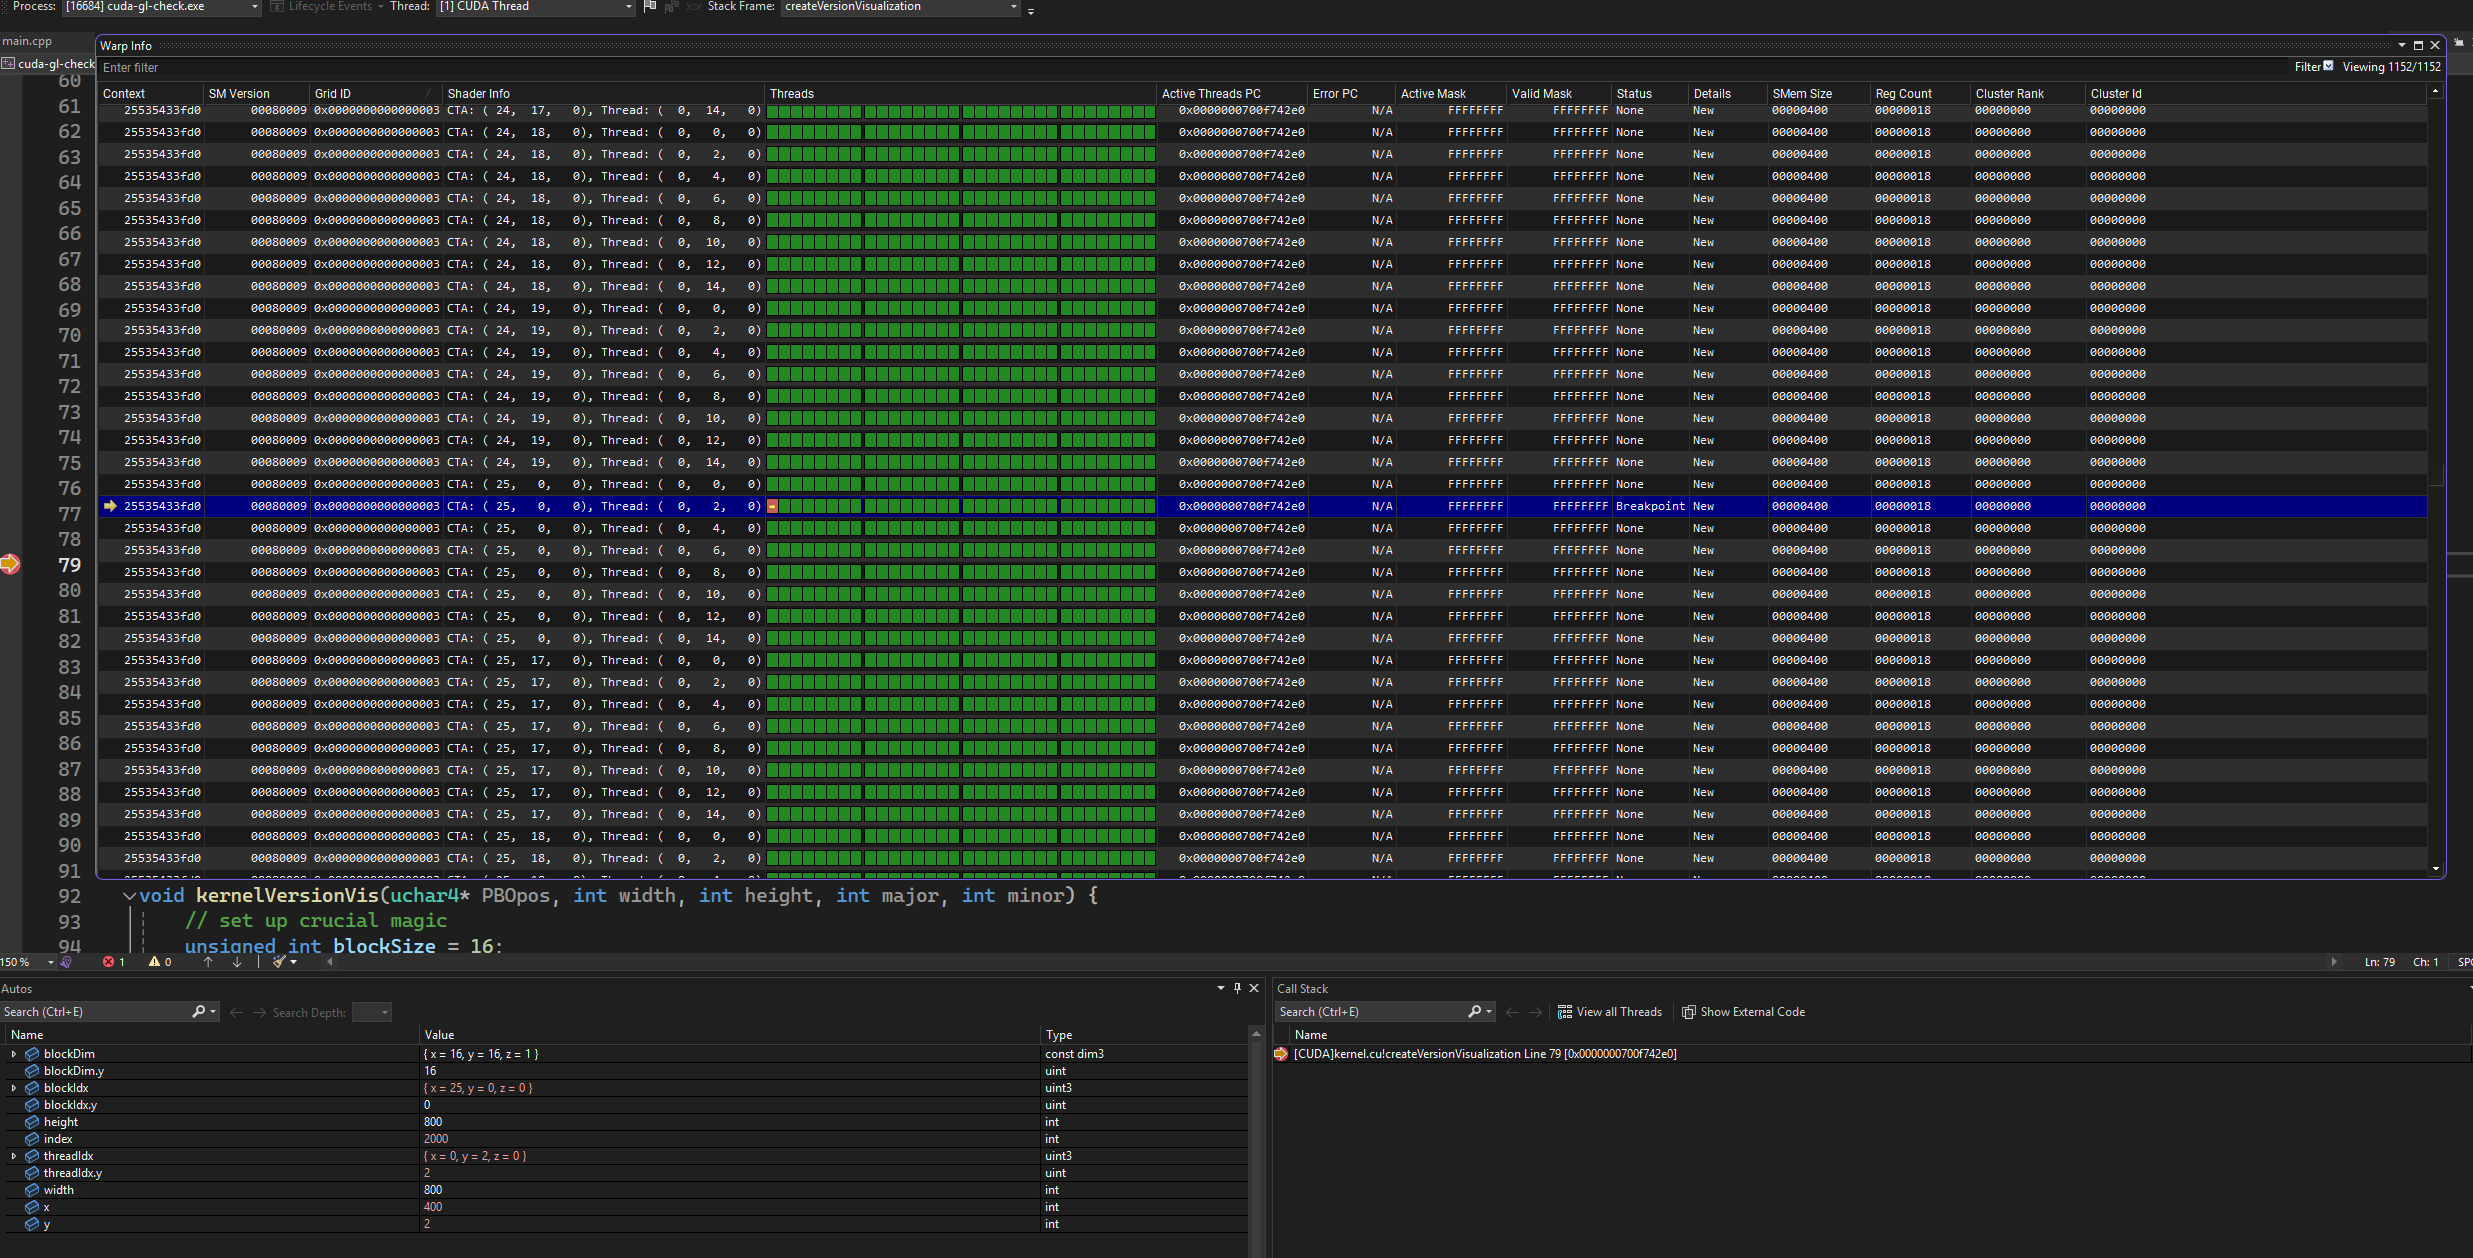 Process: [16684] cuda-gl-check.exe Lifecycle Events Thread: [1] CUDA Thread Stack Frame: createVersionVisualization
main.cpp
cuda-gl-check
Warp Info
Enter filter
Filter Viewing 1152/1152
60
61
62
63
64
65
66
67
68
69
70
71
72
73
74
75
76
77
78
79
80
81
82
83
84
85
86
87
88
89
90
91
Context SM Version Grid ID Shader Info Threads Active Threads PC Error PC Active Mask Valid Mask Status Details SMem Size Reg Count Cluster Rank Cluster Id
25535433fd0 00080009 0x0000000000000003 CTA: ( 24, 17, 0), Thread: ( 0, 14, 0) 0x0000000700f742e0 N/A FFFFFFFF FFFFFFFF None New 00000400 00000018 00000000 00000000
25535433fd0 00080009 0x0000000000000003 CTA: ( 24, 18, 0), Thread: ( 0, 0, 0) 0x0000000700f742e0 N/A FFFFFFFF FFFFFFFF None New 00000400 00000018 00000000 00000000
25535433fd0 00080009 0x0000000000000003 CTA: ( 24, 18, 0), Thread: ( 0, 2, 0) 0x0000000700f742e0 N/A FFFFFFFF FFFFFFFF None New 00000400 00000018 00000000 00000000
25535433fd0 00080009 0x0000000000000003 CTA: ( 24, 18, 0), Thread: ( 0, 4, 0) 0x0000000700f742e0 N/A FFFFFFFF FFFFFFFF None New 00000400 00000018 00000000 00000000
25535433fd0 00080009 0x0000000000000003 CTA: ( 24, 18, 0), Thread: ( 0, 6, 0) 0x0000000700f742e0 N/A FFFFFFFF FFFFFFFF None New 00000400 00000018 00000000 00000000
25535433fd0 00080009 0x0000000000000003 CTA: ( 24, 18, 0), Thread: ( 0, 8, 0) 0x0000000700f742e0 N/A FFFFFFFF FFFFFFFF None New 00000400 00000018 00000000 00000000
25535433fd0 00080009 0x0000000000000003 CTA: ( 24, 18, 0), Thread: ( 0, 10, 0) 0x0000000700f742e0 N/A FFFFFFFF FFFFFFFF None New 00000400 00000018 00000000 00000000
25535433fd0 00080009 0x0000000000000003 CTA: ( 24, 18, 0), Thread: ( 0, 12, 0) 0x0000000700f742e0 N/A FFFFFFFF FFFFFFFF None New 00000400 00000018 00000000 00000000
25535433fd0 00080009 0x0000000000000003 CTA: ( 24, 18, 0), Thread: ( 0, 14, 0) 0x0000000700f742e0 N/A FFFFFFFF FFFFFFFF None New 00000400 00000018 00000000 00000000
25535433fd0 00080009 0x0000000000000003 CTA: ( 24, 19, 0), Thread: ( 0, 0, 0) 0x0000000700f742e0 N/A FFFFFFFF FFFFFFFF None New 00000400 00000018 00000000 00000000
25535433fd0 00080009 0x0000000000000003 CTA: ( 24, 19, 0), Thread: ( 0, 2, 0) 0x0000000700f742e0 N/A FFFFFFFF FFFFFFFF None New 00000400 00000018 00000000 00000000
25535433fd0 00080009 0x0000000000000003 CTA: ( 24, 19, 0), Thread: ( 0, 4, 0) 0x0000000700f742e0 N/A FFFFFFFF FFFFFFFF None New 00000400 00000018 00000000 00000000
25535433fd0 00080009 0x0000000000000003 CTA: ( 24, 19, 0), Thread: ( 0, 6, 0) 0x0000000700f742e0 N/A FFFFFFFF FFFFFFFF None New 00000400 00000018 00000000 00000000
25535433fd0 00080009 0x0000000000000003 CTA: ( 24, 19, 0), Thread: ( 0, 8, 0) 0x0000000700f742e0 N/A FFFFFFFF FFFFFFFF None New 00000400 00000018 00000000 00000000
25535433fd0 00080009 0x0000000000000003 CTA: ( 24, 19, 0), Thread: ( 0, 10, 0) 0x0000000700f742e0 N/A FFFFFFFF FFFFFFFF None New 00000400 00000018 00000000 00000000
25535433fd0 00080009 0x0000000000000003 CTA: ( 24, 19, 0), Thread: ( 0, 12, 0) 0x0000000700f742e0 N/A FFFFFFFF FFFFFFFF None New 00000400 00000018 00000000 00000000
25535433fd0 00080009 0x0000000000000003 CTA: ( 24, 19, 0), Thread: ( 0, 14, 0) 0x0000000700f742e0 N/A FFFFFFFF FFFFFFFF None New 00000400 00000018 00000000 00000000
25535433fd0 00080009 0x0000000000000003 CTA: ( 25, 0, 0), Thread: ( 0, 0, 0) 0x0000000700f742e0 N/A FFFFFFFF FFFFFFFF None New 00000400 00000018 00000000 00000000
25535433fd0 00080009 0x0000000000000003 CTA: ( 25, 0, 0), Thread: ( 0, 2, 0) 0x0000000700f742e0 N/A FFFFFFFF FFFFFFFF Breakpoint New 00000400 00000018 00000000 00000000
25535433fd0 00080009 0x0000000000000003 CTA: ( 25, 0, 0), Thread: ( 0, 4, 0) 0x0000000700f742e0 N/A FFFFFFFF FFFFFFFF None New 00000400 00000018 00000000 00000000
25535433fd0 00080009 0x0000000000000003 CTA: ( 25, 0, 0), Thread: ( 0, 6, 0) 0x0000000700f742e0 N/A FFFFFFFF FFFFFFFF None New 00000400 00000018 00000000 00000000
25535433fd0 00080009 0x0000000000000003 CTA: ( 25, 0, 0), Thread: ( 0, 8, 0) 0x0000000700f742e0 N/A FFFFFFFF FFFFFFFF None New 00000400 00000018 00000000 00000000
25535433fd0 00080009 0x0000000000000003 CTA: ( 25, 0, 0), Thread: ( 0, 10, 0) 0x0000000700f742e0 N/A FFFFFFFF FFFFFFFF None New 00000400 00000018 00000000 00000000
25535433fd0 00080009 0x0000000000000003 CTA: ( 25, 0, 0), Thread: ( 0, 12, 0) 0x0000000700f742e0 N/A FFFFFFFF FFFFFFFF None New 00000400 00000018 00000000 00000000
25535433fd0 00080009 0x0000000000000003 CTA: ( 25, 0, 0), Thread: ( 0, 14, 0) 0x0000000700f742e0 N/A FFFFFFFF FFFFFFFF None New 00000400 00000018 00000000 00000000
25535433fd0 00080009 0x0000000000000003 CTA: ( 25, 17, 0), Thread: ( 0, 0, 0) 0x0000000700f742e0 N/A FFFFFFFF FFFFFFFF None New 00000400 00000018 00000000 00000000
25535433fd0 00080009 0x0000000000000003 CTA: ( 25, 17, 0), Thread: ( 0, 2, 0) 0x0000000700f742e0 N/A FFFFFFFF FFFFFFFF None New 00000400 00000018 00000000 00000000
25535433fd0 00080009 0x0000000000000003 CTA: ( 25, 17, 0), Thread: ( 0, 4, 0) 0x0000000700f742e0 N/A FFFFFFFF FFFFFFFF None New 00000400 00000018 00000000 00000000
25535433fd0 00080009 0x0000000000000003 CTA: ( 25, 17, 0), Thread: ( 0, 6, 0) 0x0000000700f742e0 N/A FFFFFFFF FFFFFFFF None New 00000400 00000018 00000000 00000000
25535433fd0 00080009 0x0000000000000003 CTA: ( 25, 17, 0), Thread: ( 0, 8, 0) 0x0000000700f742e0 N/A FFFFFFFF FFFFFFFF None New 00000400 00000018 00000000 00000000
25535433fd0 00080009 0x0000000000000003 CTA: ( 25, 17, 0), Thread: ( 0, 10, 0) 0x0000000700f742e0 N/A FFFFFFFF FFFFFFFF None New 00000400 00000018 00000000 00000000
25535433fd0 00080009 0x0000000000000003 CTA: ( 25, 17, 0), Thread: ( 0, 12, 0) 0x0000000700f742e0 N/A FFFFFFFF FFFFFFFF None New 00000400 00000018 00000000 00000000
25535433fd0 00080009 0x0000000000000003 CTA: ( 25, 17, 0), Thread: ( 0, 14, 0) 0x0000000700f742e0 N/A FFFFFFFF FFFFFFFF None New 00000400 00000018 00000000 00000000
25535433fd0 00080009 0x0000000000000003 CTA: ( 25, 18, 0), Thread: ( 0, 0, 0) 0x0000000700f742e0 N/A FFFFFFFF FFFFFFFF None New 00000400 00000018 00000000 00000000
25535433fd0 00080009 0x0000000000000003 CTA: ( 25, 18, 0), Thread: ( 0, 2, 0) 0x0000000700f742e0 N/A FFFFFFFF FFFFFFFF None New 00000400 00000018 00000000 00000000
92 void kernelVersionVis(uchar4* PBOpos, int width, int height, int major, int minor) {
93 // set up crucial magic
94 unsigned int blockSize = 16;
150 % 1 0 Ln: 79 Ch: 1 SPC
Autos
Search (Ctrl+E) Search Depth:
Name Value Type
blockDim { x = 16, y = 16, z = 1 } const dim3
blockDim.y 16 uint
blockIdx { x = 25, y = 0, z = 0 } uint3
blockIdx.y 0 uint
height 800 int
index 2000 int
threadIdx { x = 0, y = 2, z = 0 } uint3
threadIdx.y 2 uint
width 800 int
x 400 int
y 2 int
Call Stack
Search (Ctrl+E) View all Threads Show External Code
Name
[CUDA]kernel.cu!createVersionVisualization Line 79 [0x0000000700f742e0]